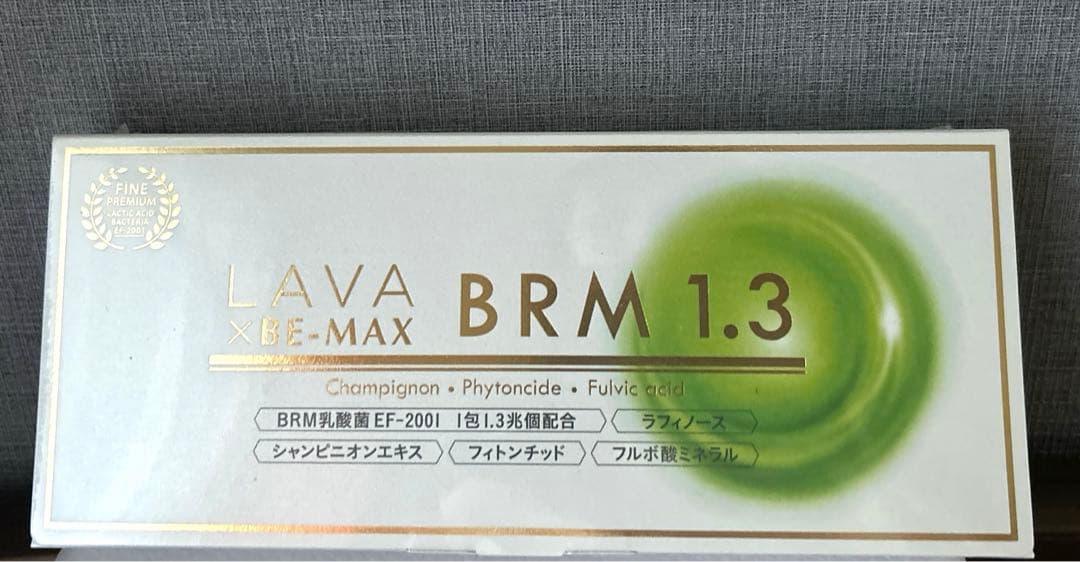 FINE
PREMIUM
LACTIC ACID
BACTERIA
EF-2001
LAVA
×BE-MAX
BRM 1.3
Champignon • Phytoncide • Fulvic acid
BRM乳酸菌 EF-2001 1包1.3兆個配合
ラフィノース
シャンピニオンエキス
フィトンチッド
フルボ酸ミネラル